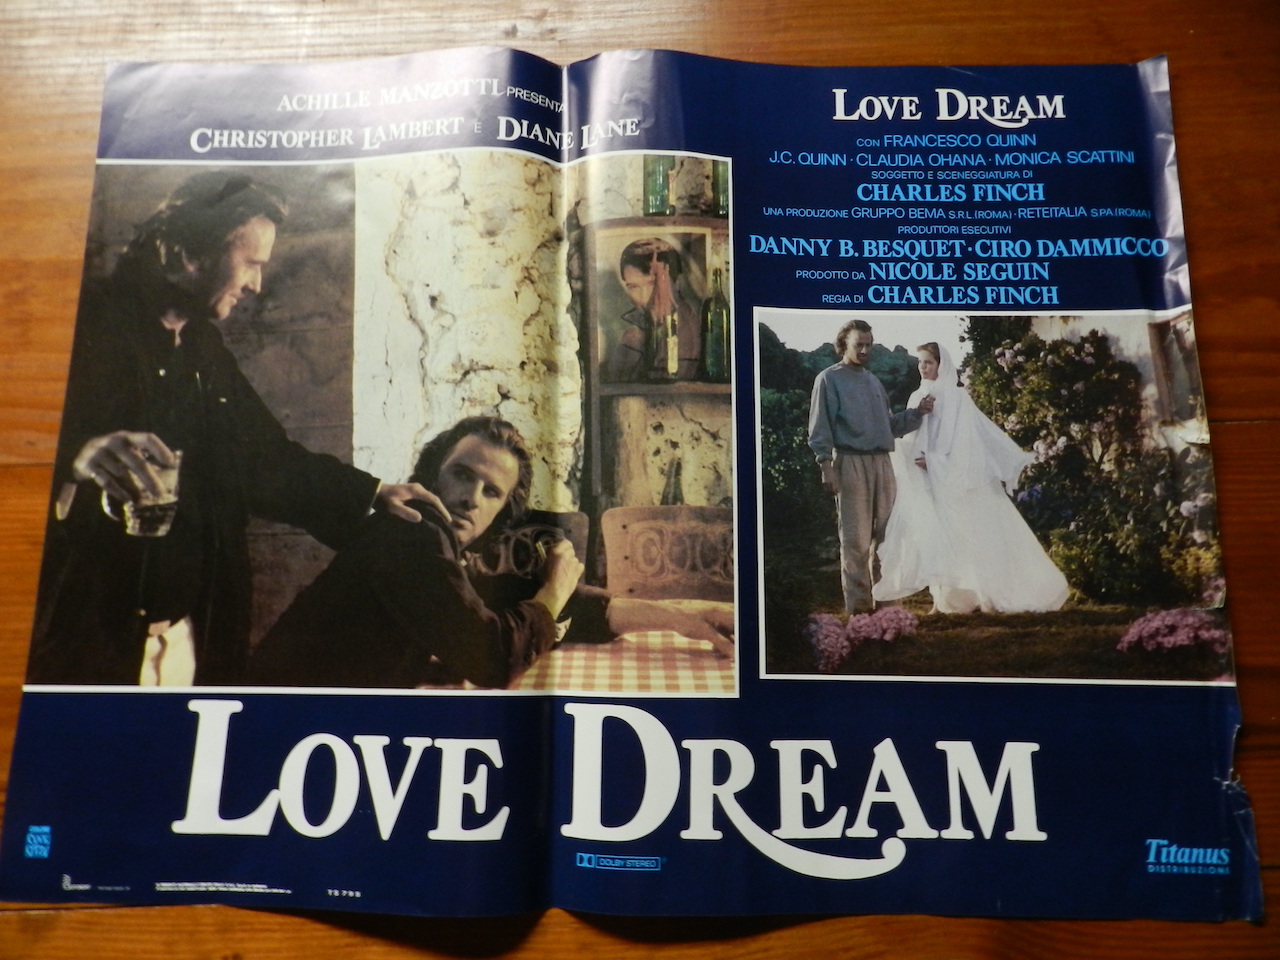 ACHILLE MANZOTTI PRESENTA
CHRISTOPHER LAMBERT E DIANE LANE
LOVE DREAM
CON FRANCESCO QUINN
J.C. QUINN · CLAUDIA OHANA · MONICA SCATTINI
SOGGETTO E SCENEGGIATURA DI
CHARLES FINCH
UNA PRODUZIONE GRUPPO BEMA S.R.L. (ROMA) · RETEITALIA S.P.A. (ROMA)
PRODUTTORI ESECUTIVI
DANNY B. BESQUET · CIRO DAMMICCO
PRODOTTO DA NICOLE SEGUIN
REGIA DI CHARLES FINCH
LOVE DREAM
DOLBY STEREO
Titanus
DISTRIBUZIONE